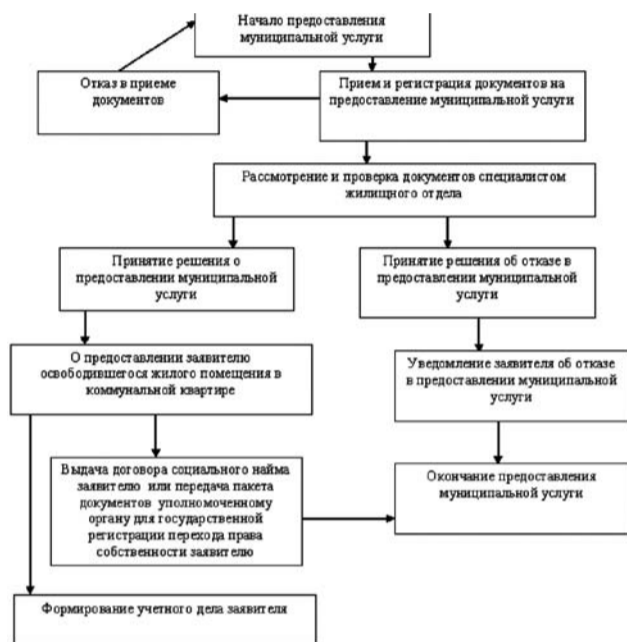 Начало предоставления
муниципальной услуги
Отказ в приеме
документов
Прием и регистрация документов на
предоставление муниципальной услуги
Рассмотрение и проверка документов специалистом
жилищного отдела
Принятие решения о
предоставлении муниципальной
услуги
Принятие решения об отказе в
предоставлении муниципальной
услуги
О предоставлении заявителю
освободившегося жилого помещения в
коммунальной квартире
Уведомление заявителя об отказе
в предоставлении муниципальной
услуги
Выдача договора социального найма
заявителю или передача пакета
документов уполномоченному
органу для государственной
регистрации перехода права
собственности заявителю
Окончание предоставления
муниципальной услуги
Формирование учетного дела заявителя